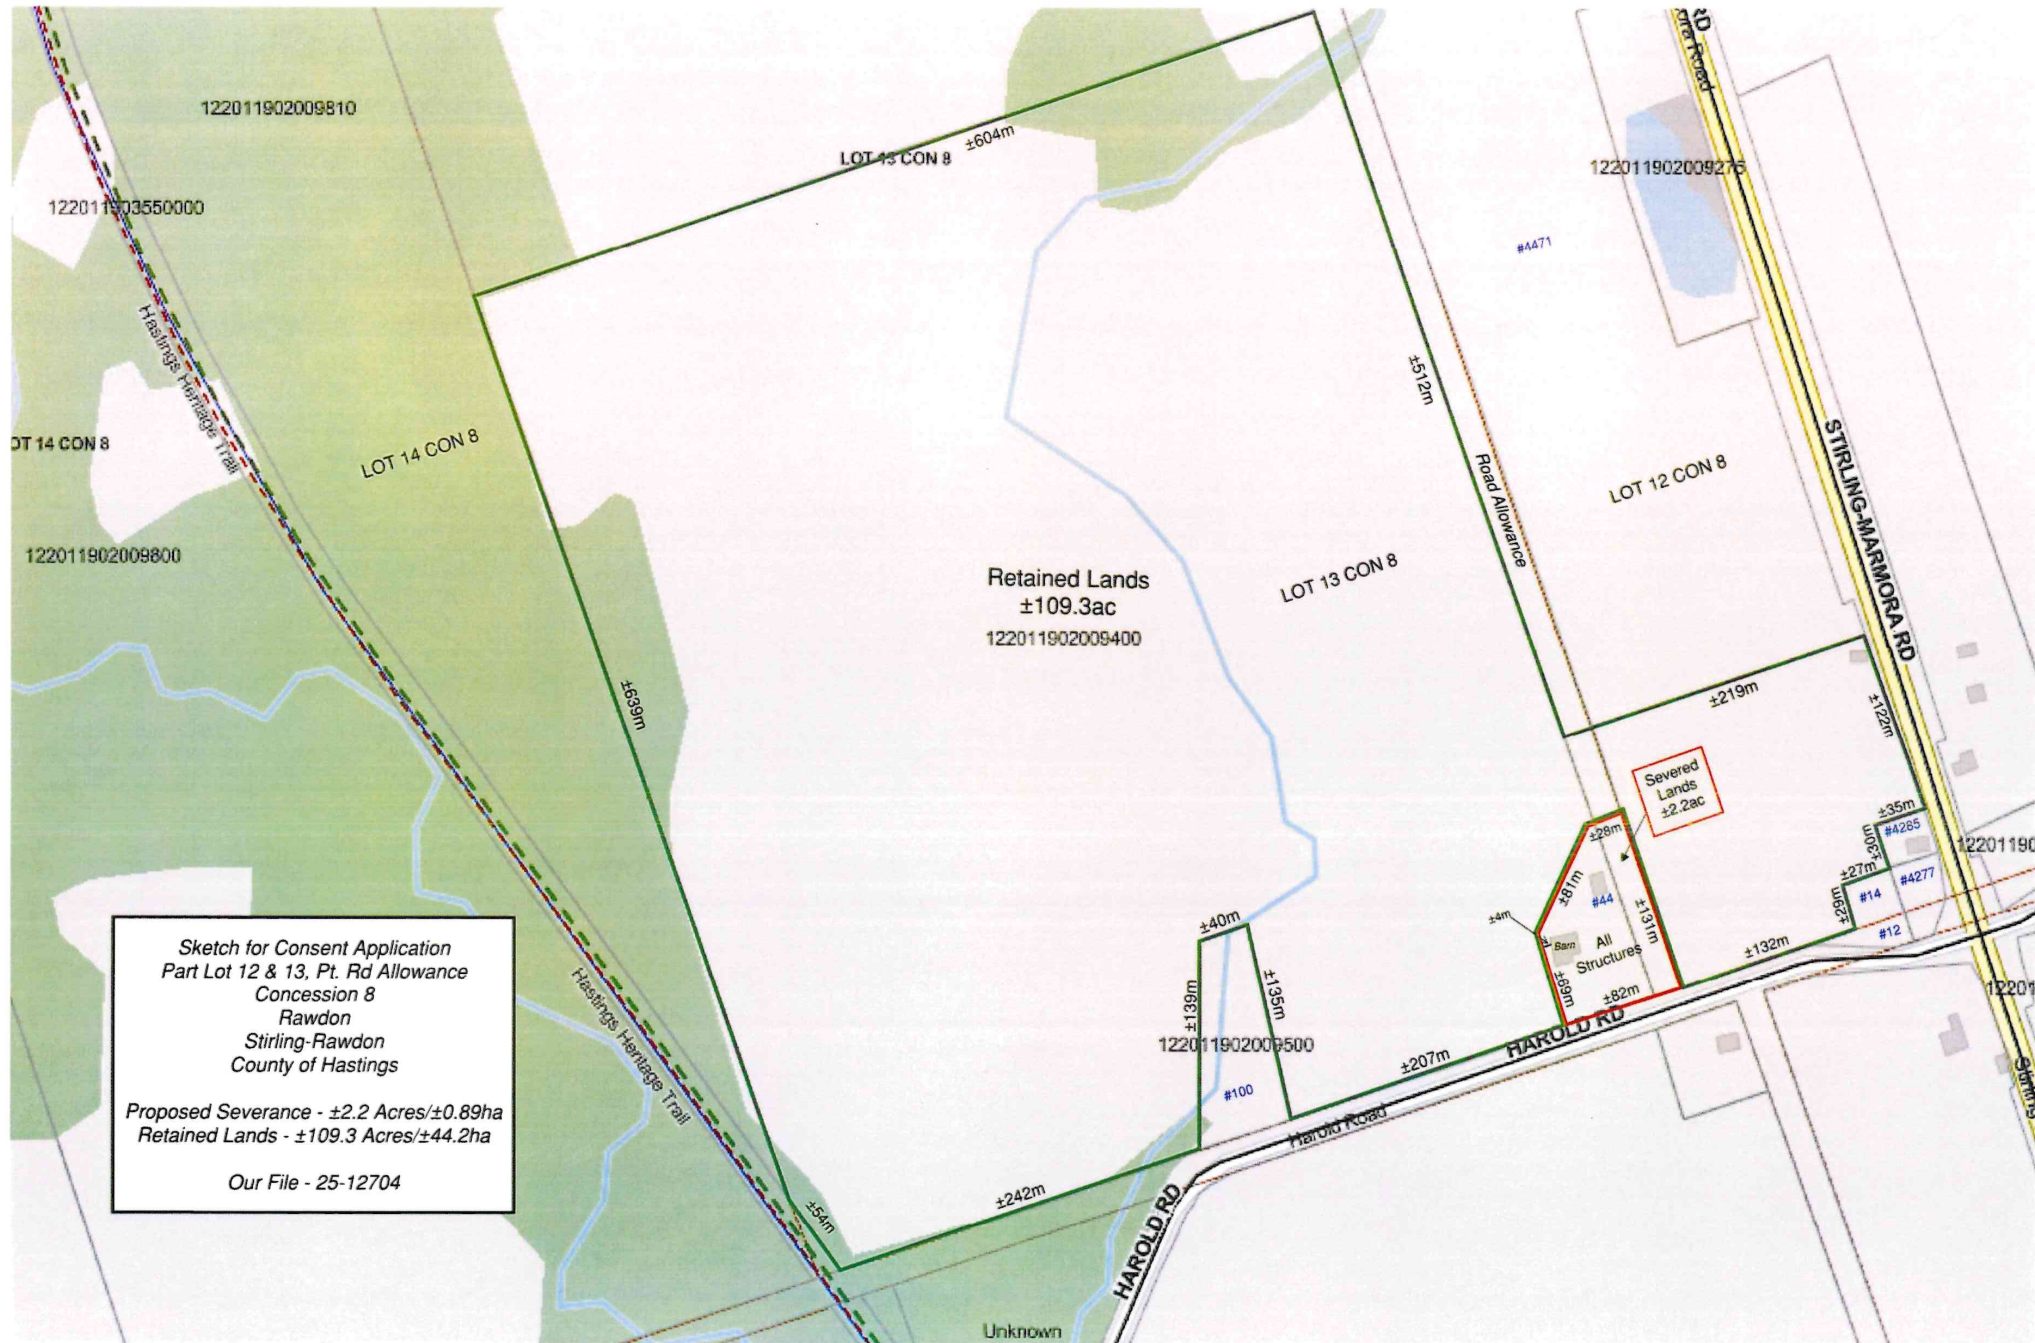 122011902009810
LOT 13 CON 8
±604m
122011902009275
122011903550000
#4471
Hastings Heritage Trail
±512m
LOT 14 CON 8
OT 14 CON 8
Road Allowance
LOT 12 CON 8
STIRLING-MARMORA RD
122011902009800
Retained Lands
±109.3ac
122011902009400
LOT 13 CON 8
±639m
±219m
±122m
Severed
Lands
±2.2ac
±35m
#4285
±30m
±28m
±27m
#4277
12201190
±81m
#44
±131m
#14
±29m
#12
±4m
Barn
All
Structures
±132m
±40m
±69m
±82m
±139m
±135m
HAROLD RD
12201
122011902009500
±207m
#100
Harold Road
Hastings Heritage Trail
Sketch for Consent Application
Part Lot 12 & 13, Pt. Rd Allowance
Concession 8
Rawdon
Stirling-Rawdon
County of Hastings
Proposed Severance - ±2.2 Acres/±0.89ha
Retained Lands - ±109.3 Acres/±44.2ha
Our File - 25-12704
±242m
±54m
HAROLD RD
Unknown